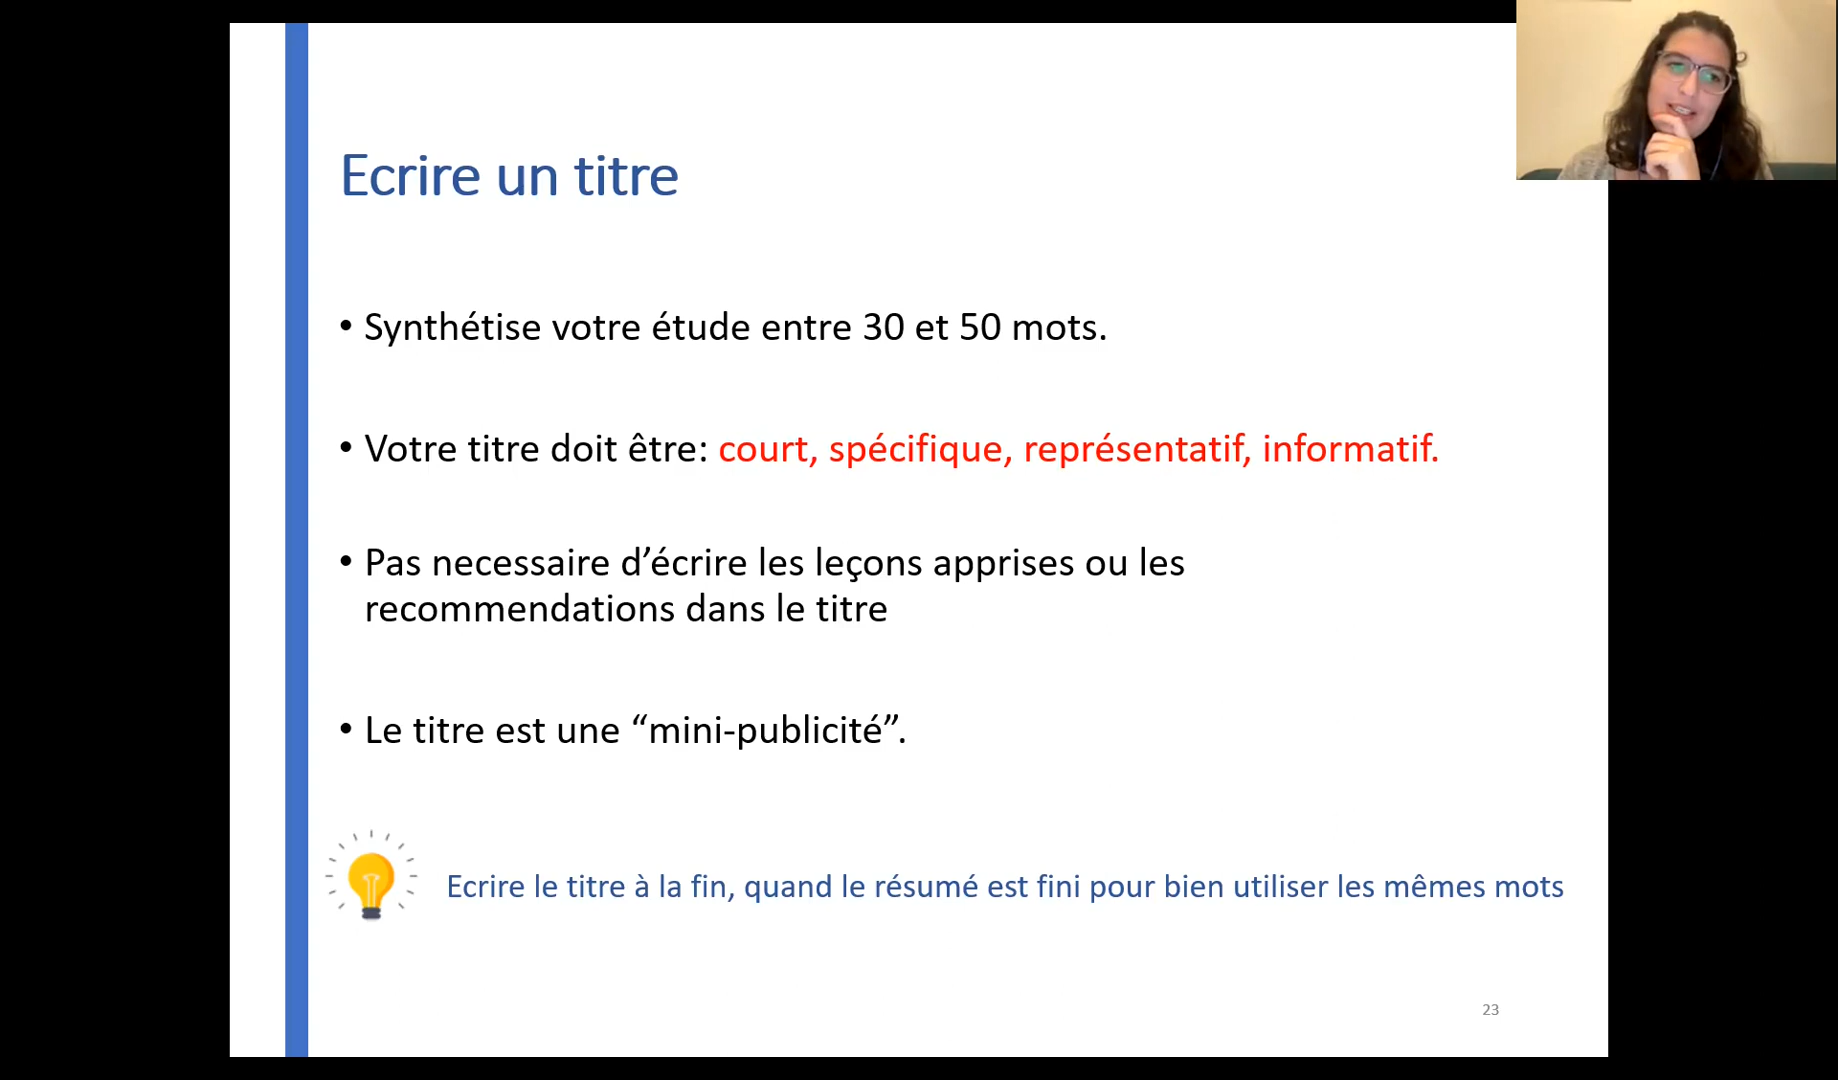 Ecrire un titre
• Synthétise votre étude entre 30 et 50 mots.
• Votre titre doit être: court, spécifique, représentatif, informatif.
• Pas necessaire d’écrire les leçons apprises ou les
recommendations dans le titre
• Le titre est une “mini-publicité”.
Ecrire le titre à la fin, quand le résumé est fini pour bien utiliser les mêmes mots
23